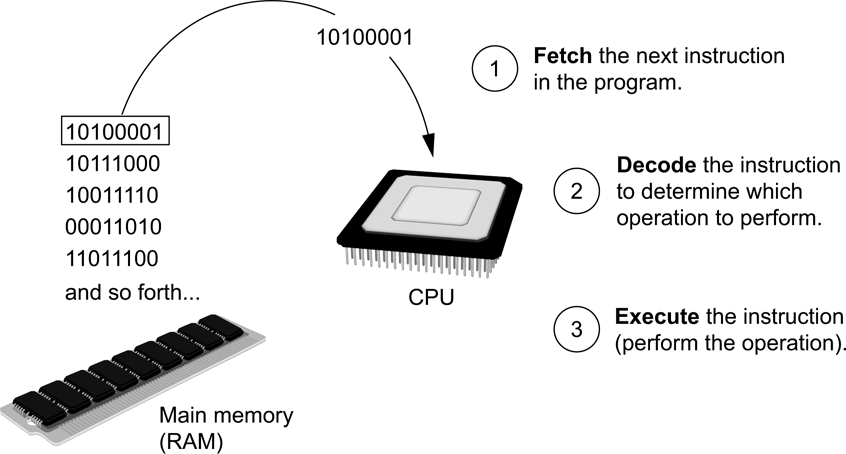 10100001
1
Fetch the next instruction
in the program.
10100001
10111000
10011110
00011010
11011100
and so forth...
2
Decode the instruction
to determine which
operation to perform.
CPU
3
Execute the instruction
(perform the operation).
Main memory
(RAM)